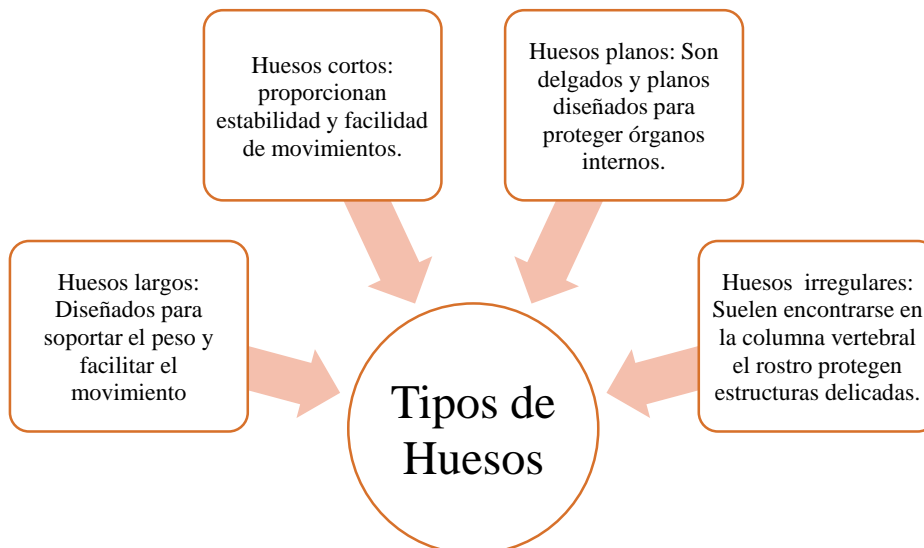 Huesos cortos:
proporcionan
estabilidad y facilidad
de movimientos.
Huesos planos: Son
delgados y planos
diseñados para
proteger órganos
internos.
Huesos largos:
Diseñados para
soportar el peso y
facilitar el
movimiento
Huesos  irregulares:
Suelen encontrarse en
la columna vertebral
el rostro protegen
estructuras delicadas.
Tipos de
Huesos